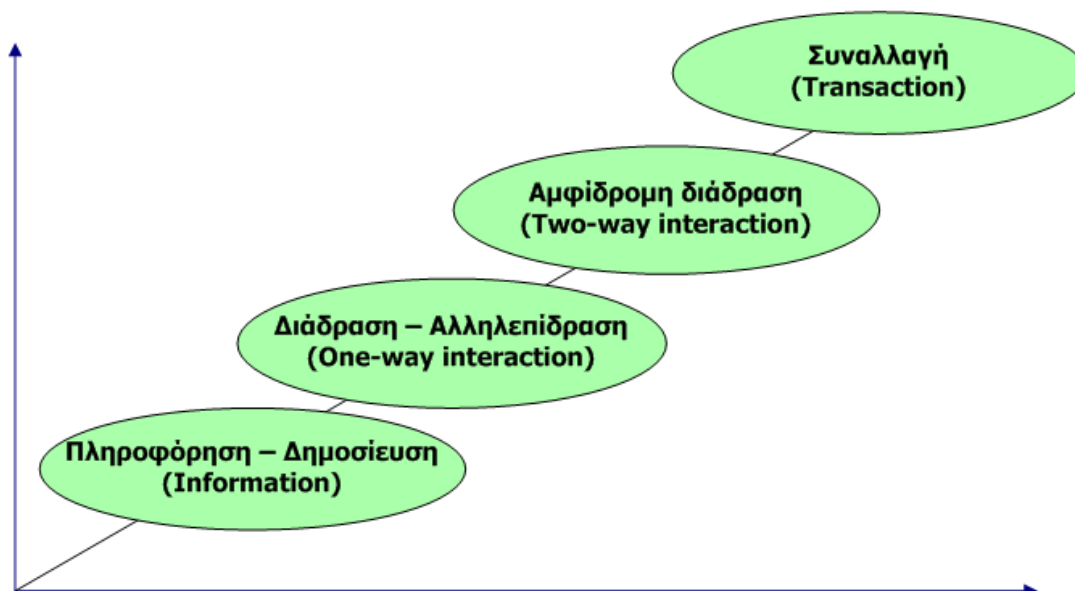 Συναλλαγή
(Transaction)
Αμφίδρομη διάδραση
(Two-way interaction)
Διάδραση – Αλληλεπίδραση
(One-way interaction)
Πληροφόρηση – Δημοσίευση
(Information)